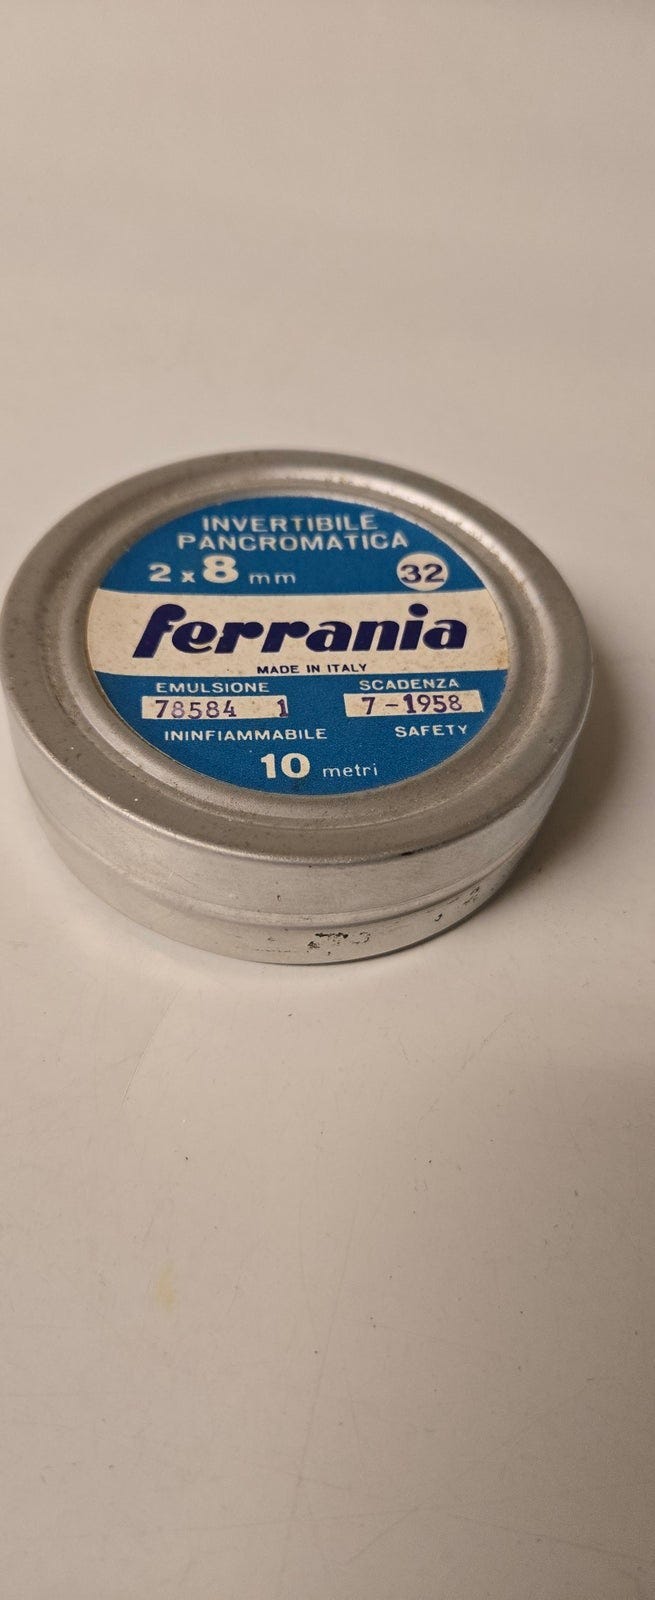 INVERTIBILE
PANCROMATICA
2 x 8 mm 32
ferrania
MADE IN ITALY
EMULSIONE SCADENZA
78584 1 7-1958
ININFIAMMABILE SAFETY
10 metri